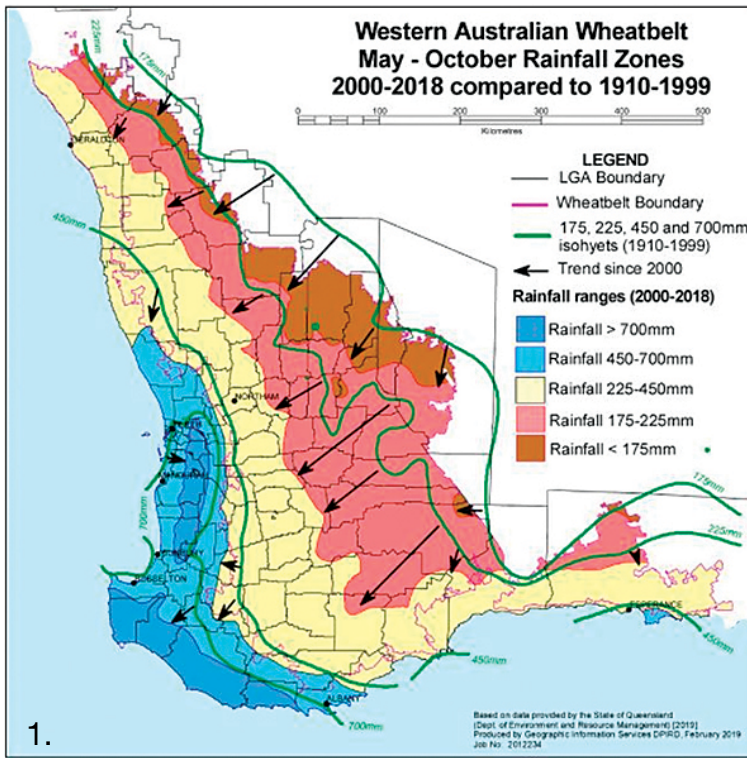 Western Australian Wheatbelt
May - October Rainfall Zones
2000-2018 compared to 1910-1999
0 100 200 300 400 500
Kilometres
LEGEND
LGA Boundary
Wheatbelt Boundary
175, 225, 450 and 700mm
isohyets (1910-1999)
Trend since 2000
Rainfall ranges (2000-2018)
Rainfall > 700mm
Rainfall 450-700mm
Rainfall 225-450mm
Rainfall 175-225mm
Rainfall < 175mm
225mm
175mm
GERALDTON
450mm
NORTHAM
PERTH
MANDURAH
700mm
BUNBURY
BUSSELTON
175mm
225mm
ESPERANCE
450mm
450mm
ALBANY
700mm
Based on data provided by the State of Queensland
(Dept. of Environment and Resource Management) [2019]
Produced by Geographic Information Services DPIRD, February 2019
Job No: 2012234
1.